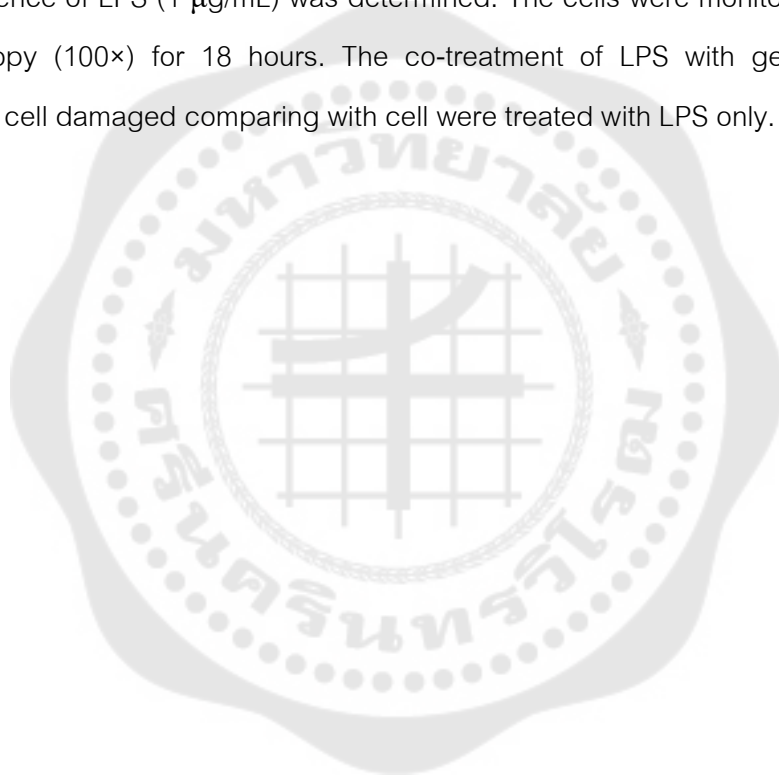 ence of LPS (1 μg/mL) was determined. The cells were monito
opy (100×) for 18 hours. The co-treatment of LPS with ge
cell damaged comparing with cell were treated with LPS only.
มหาวิทยาลัย
ศรีนครินทรวิโรฒ